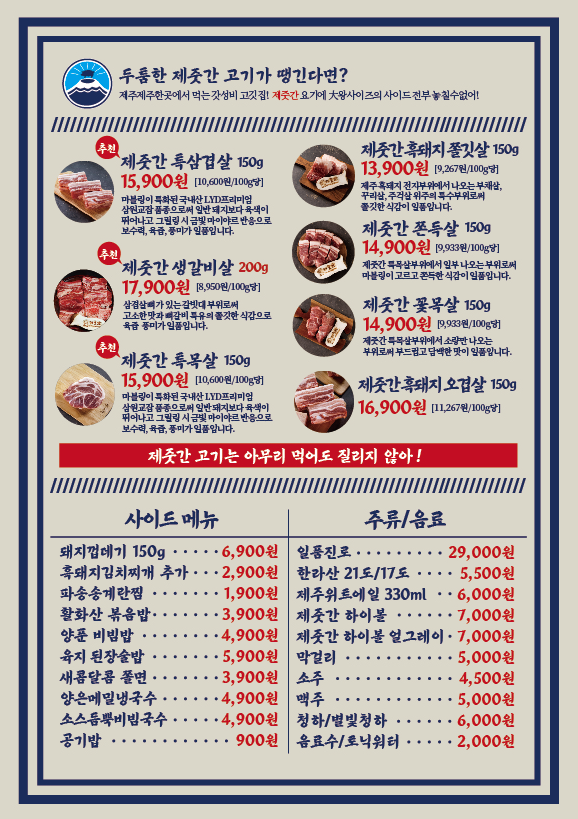 두툼한 제줏간 고기가 땡긴다면?
제주제주한곳에서 먹는 갓성비 고깃집! 제줏간 요기에 大왕사이즈의 사이드 전부 놓칠수없어!
추천
제줏간 특삼겹살 150g
15,900원 [10,600원/100g당]
마블링이 특화된 국내산 LYD프리미엄
삼원교잡 품종으로써 일반 돼지보다 육색이
뛰어나고 그릴링 시 금빛 마이야르 반응으로
보수력, 육즙, 풍미가 일품입니다.
추천
제줏간 생갈비살 200g
17,900원 [8,950원/100g당]
삼겹살 뼈가 있는 갈빗대 부위로써
고소한 맛과 뼈갈비 특유의 쫄깃한 식감으로
육즙 풍미가 일품입니다.
추천
제줏간 특목살 150g
15,900원 [10,600원/100g당]
마블링이 특화된 국내산 LYD프리미엄
삼원교잡 품종으로써 일반 돼지보다 육색이
뛰어나고 그릴링 시 금빛 마이야르 반응으로
보수력, 육즙, 풍미가 일품입니다.
제줏간흑돼지쫄깃살 150g
13,900원 [9,267원/100g당]
제주 흑돼지 전지부위에서 나오는 부채살,
꾸리살, 주걱살 위주의 특수부위로써
쫄깃한 식감이 일품입니다.
제줏간 쫀득살 150g
14,900원 [9,933원/100g당]
제줏간 특목살부위에서 일부 나오는 부위로써
마블링이 고르고 쫀득한 식감이 일품입니다.
제줏간 꽃목살 150g
14,900원 [9,933원/100g당]
제줏간 특목살부위에서 소량만 나오는
부위로써 부드럽고 담백한 맛이 일품입니다.
제줏간흑돼지오겹살 150g
16,900원 [11,267원/100g당]
제줏간 고기는 아무리 먹어도 질리지 않아!
사이드 메뉴
돼지껍데기 150g ····· 6,900원
흑돼지김치찌개 추가 ··· 2,900원
파송송계란찜 ······· 1,900원
활화산 볶음밥 ······ 3,900원
양푼 비빔밥 ······· 4,900원
육지 된장술밥 ······ 5,900원
새콤달콤 쫄면 ······ 3,900원
양은메밀냉국수 ····· 4,900원
소스듬뿍비빔국수 ···· 4,900원
공기밥 ··········· 900원
주류/음료
일품진로 ········ 29,000원
한라산 21도/17도 ···· 5,500원
제주위트에일 330ml ·· 6,000원
제줏간 하이볼 ······ 7,000원
제줏간 하이볼 얼그레이 · 7,000원
막걸리 ·········· 5,000원
소주 ··········· 4,500원
맥주 ··········· 5,000원
청하/별빛청하 ····· 6,000원
음료수/토닉워터 ···· 2,000원